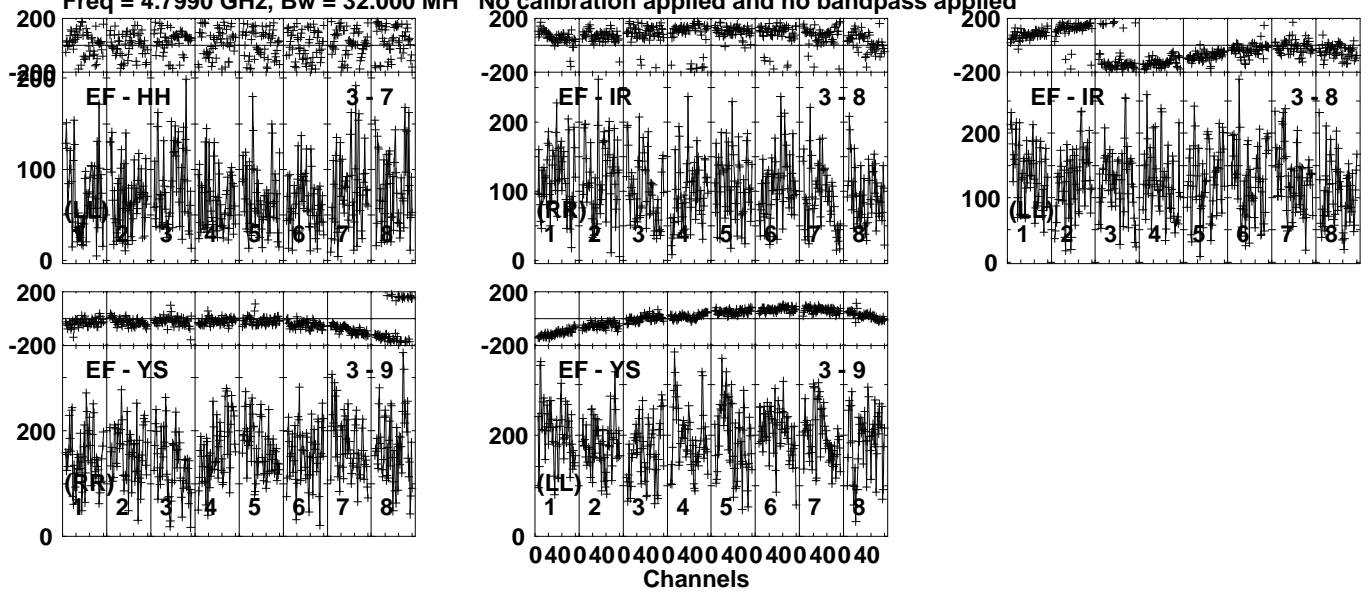 Freq = 4.7990 GHz, Bw = 32.000 MH No calibration applied and no bandpass applied
200
-200
200
100
0
EF - HH 3 - 7
(LL)
1 2 3 4 5 6 7 8
200
-200
200
100
0
EF - IR 3 - 8
(RR)
1 2 3 4 5 6 7 8
200
-200
200
100
0
EF - IR 3 - 8
(LL)
1 2 3 4 5 6 7 8
200
-200
200
0
EF - YS 3 - 9
(RR)
1 2 3 4 5 6 7 8
200
-200
200
0
EF - YS 3 - 9
(LL)
1 2 3 4 5 6 7 8
0 40 0 40 0 40 0 40 0 40 0 40 0 40 0 40
Channels